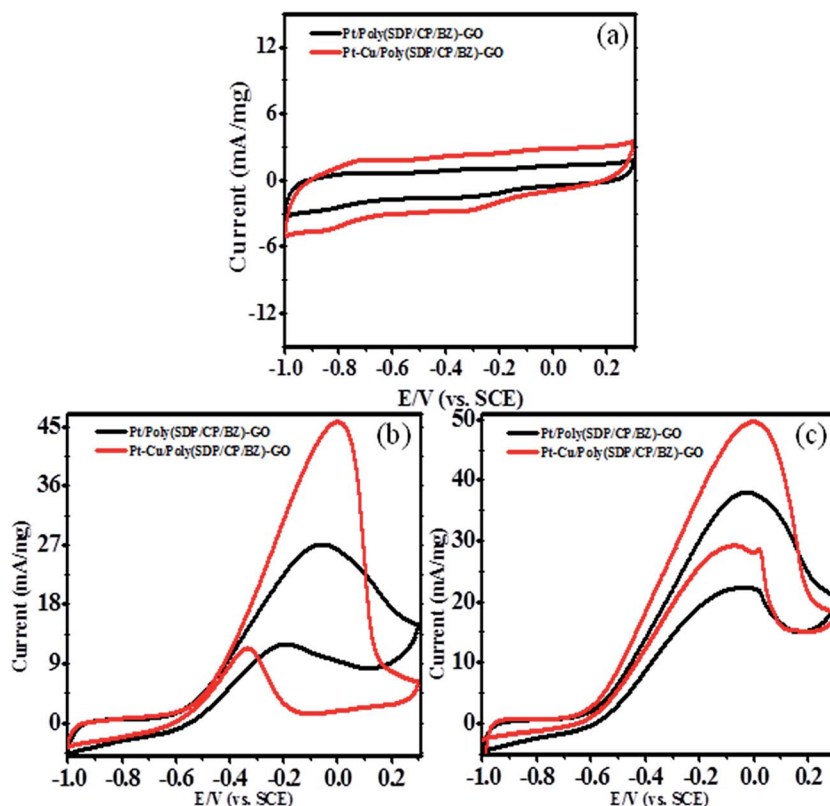 (a)
Pt/Poly(SDP/CP/BZ)-GO
Pt-Cu/Poly(SDP/CP/BZ)-GO
Current (mA/mg)
12
6
0
-6
-12
-1.0 -0.8 -0.6 -0.4 -0.2 0.0 0.2
E/V (vs. SCE)
(b)
Pt/Poly(SDP/CP/BZ)-GO
Pt-Cu/Poly(SDP/CP/BZ)-GO
Current (mA/mg)
45
36
27
18
9
0
-1.0 -0.8 -0.6 -0.4 -0.2 0.0 0.2
E/V (vs. SCE)
(c)
Pt/Poly(SDP/CP/BZ)-GO
Pt-Cu/Poly(SDP/CP/BZ)-GO
Current (mA/mg)
50
40
30
20
10
0
-1.0 -0.8 -0.6 -0.4 -0.2 0.0 0.2
E/V (vs. SCE)